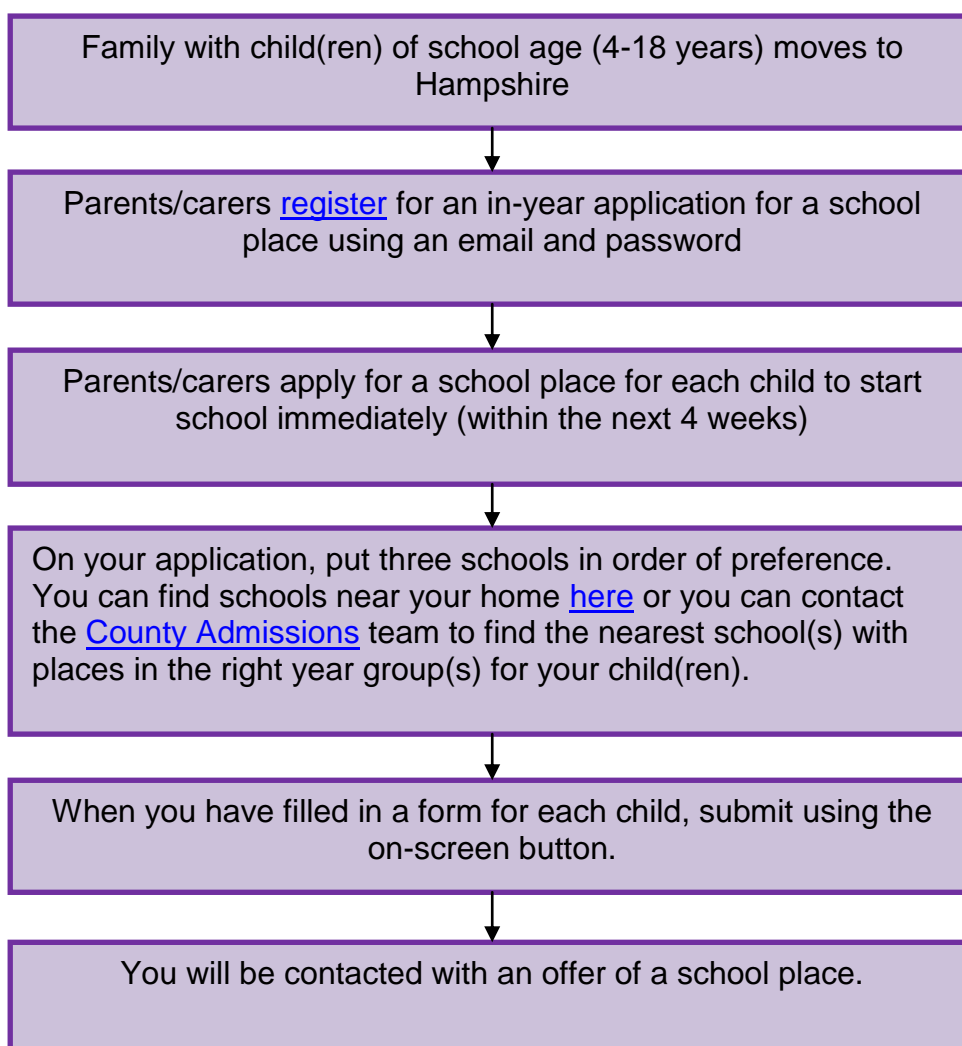 Family with child(ren) of school age (4-18 years) moves to
Hampshire
Parents/carers register for an in-year application for a school
place using an email and password
Parents/carers apply for a school place for each child to start
school immediately (within the next 4 weeks)
On your application, put three schools in order of preference.
You can find schools near your home here or you can contact
the County Admissions team to find the nearest school(s) with
places in the right year group(s) for your child(ren).
When you have filled in a form for each child, submit using the
on-screen button.
You will be contacted with an offer of a school place.